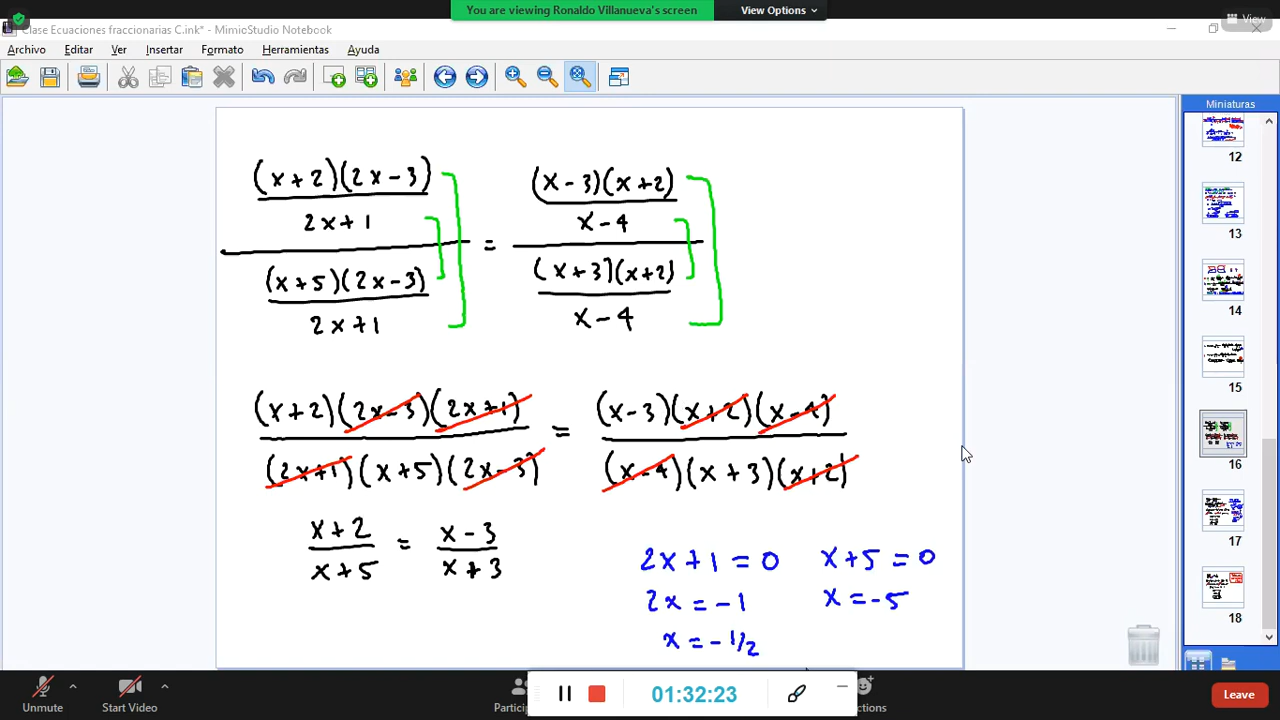 You are viewing Ronaldo Villanueva's screen
View Options
View
Clase Ecuaciones fraccionarias C.ink* - MimioStudio Notebook
Archivo Editar Ver Insertar Formato Herramientas Ayuda
Miniaturas
12
13
14
15
16
17
18
(x+2)(2x-3)
2x+1
(x+5)(2x-3)
2x+1
=
(x-3)(x+2)
x-4
(x+3)(x+2)
x-4
(x+2)(2x-3)(2x+1)
(2x+1)(x+5)(2x-3)
=
(x-3)(x+2)(x-4)
(x-4)(x+3)(x+2)
x+2
x+5
=
x-3
x+3
2x+1=0
2x=-1
x=-1/2
x+5=0
x=-5
Unmute
Start Video
Particip
01:32:23
ctions
Leave